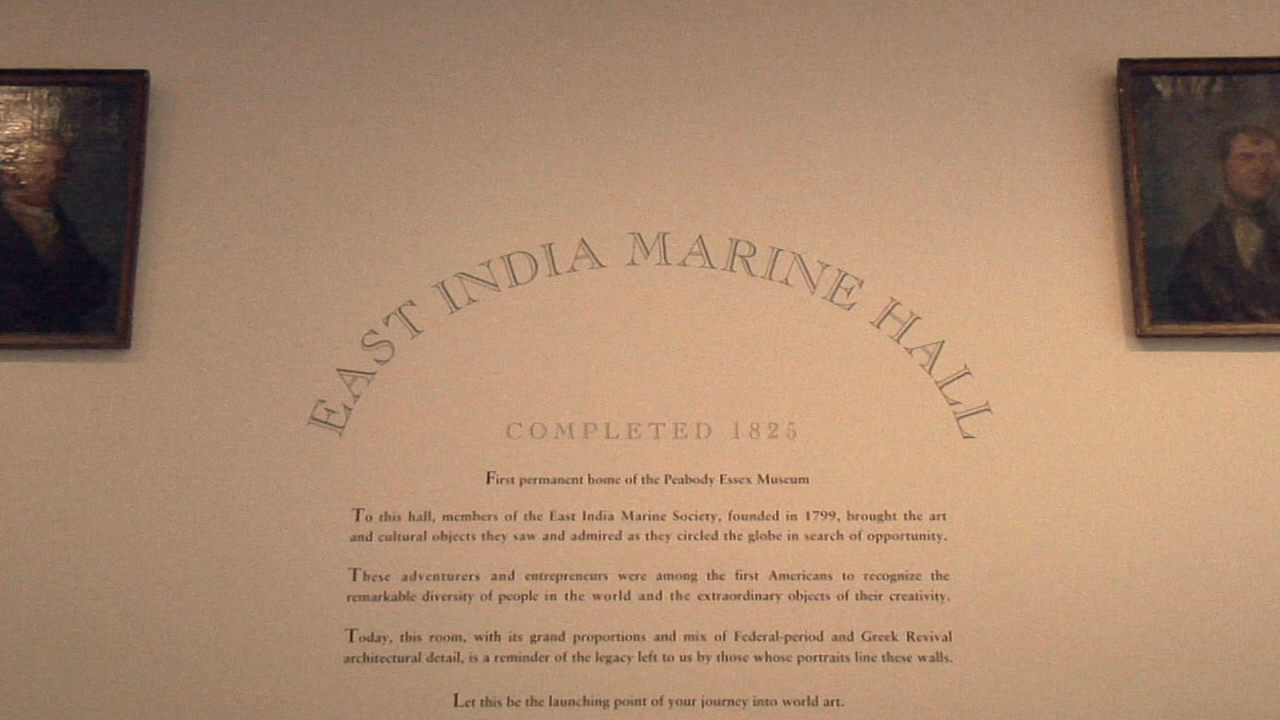 EAST INDIA MARINE HALL
COMPLETED 1825
First permanent home of the Peabody Essex Museum
To this hall, members of the East India Marine Society, founded in 1799, brought the art
and cultural objects they saw and admired as they circled the globe in search of opportunity.
These adventurers and entrepreneurs were among the first Americans to recognize the
remarkable diversity of people in the world and the extraordinary objects of their creativity.
Today, this room, with its grand proportions and mix of Federal-period and Greek Revival
architectural detail, is a reminder of the legacy left to us by those whose portraits line these walls.
Let this be the launching point of your journey into world art.